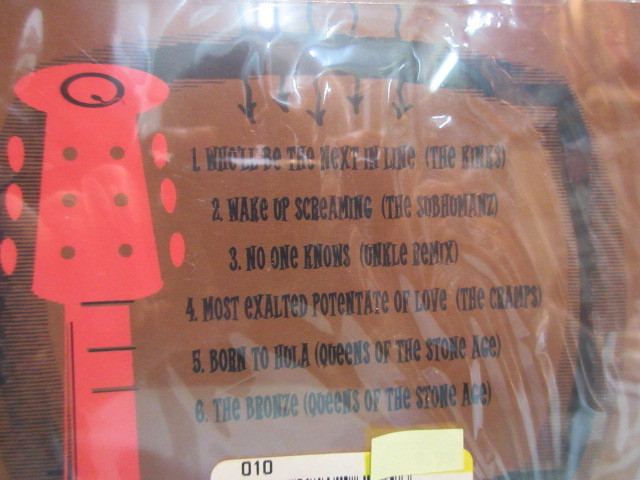 1. WHO'LL BE THE NEXT IN LINE (THE KINKS)
2. WAKE UP SCREAMING (THE SUBHUMANZ)
3. NO ONE KNOWS (UNKLE REMIX)
4. MOST EXALTED POTENTATE OF LOVE (THE CRAMPS)
5. BORN TO HULA (QUEENS OF THE STONE AGE)
6. THE BRONZE (QUEENS OF THE STONE AGE)
010